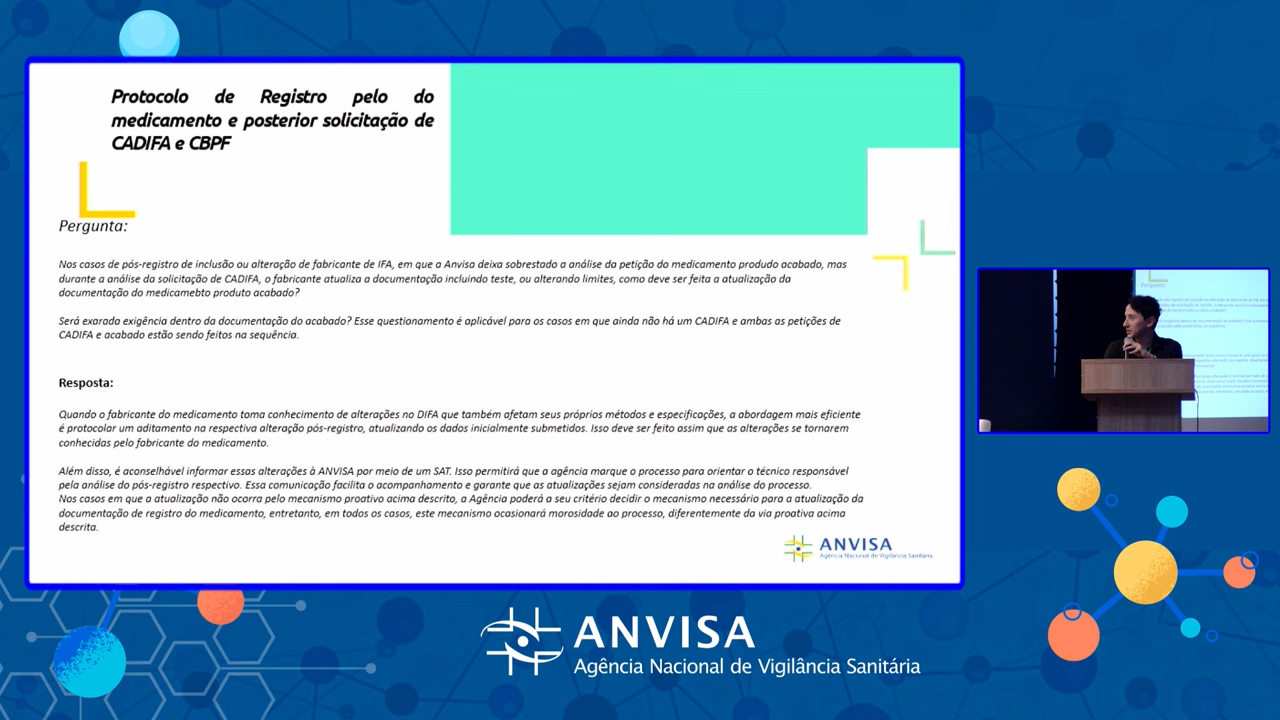 Protocolo de Registro pelo do
medicamento e posterior solicitação de
CADIFA e CBPF
Pergunta:
Nos casos de pós-registro de inclusão ou alteração de fabricante de IFA, em que a Anvisa deixa sobrestado a análise da petição do medicamento produdo acabado, mas
durante a análise da solicitação de CADIFA, o fabricante atualiza a documentação incluindo teste, ou alterando limites, como deve ser feita a atualização da
documentação do medicamebto produto acabado?
Será exarada exigência dentro da documentação do acabado? Esse questionamento é aplicável para os casos em que ainda não há um CADIFA e ambas as petições de
CADIFA e acabado estão sendo feitos na sequência.
Resposta:
Quando o fabricante do medicamento toma conhecimento de alterações no DIFA que também afetam seus próprios métodos e especificações, a abordagem mais eficiente
é protocolar um aditamento na respectiva alteração pós-registro, atualizando os dados inicialmente submetidos. Isso deve ser feito assim que as alterações se tornarem
conhecidas pelo fabricante do medicamento.
Além disso, é aconselhável informar essas alterações à ANVISA por meio de um SAT. Isso permitirá que a agência marque o processo para orientar o técnico responsável
pela análise do pós-registro respectivo. Essa comunicação facilita o acompanhamento e garante que as atualizações sejam consideradas na análise do processo.
Nos casos em que a atualização não ocorra pelo mecanismo proativo acima descrito, a Agência poderá a seu critério decidir o mecanismo necessário para a atualização da
documentação de registro do medicamento, entretanto, em todos os casos, este mecanismo ocasionará morosidade ao processo, diferentemente da via proativa acima
descrita.
ANVISA
Agência Nacional de Vigilância Sanitária
Pergunta:
ANVISA
Agência Nacional de Vigilância Sanitária